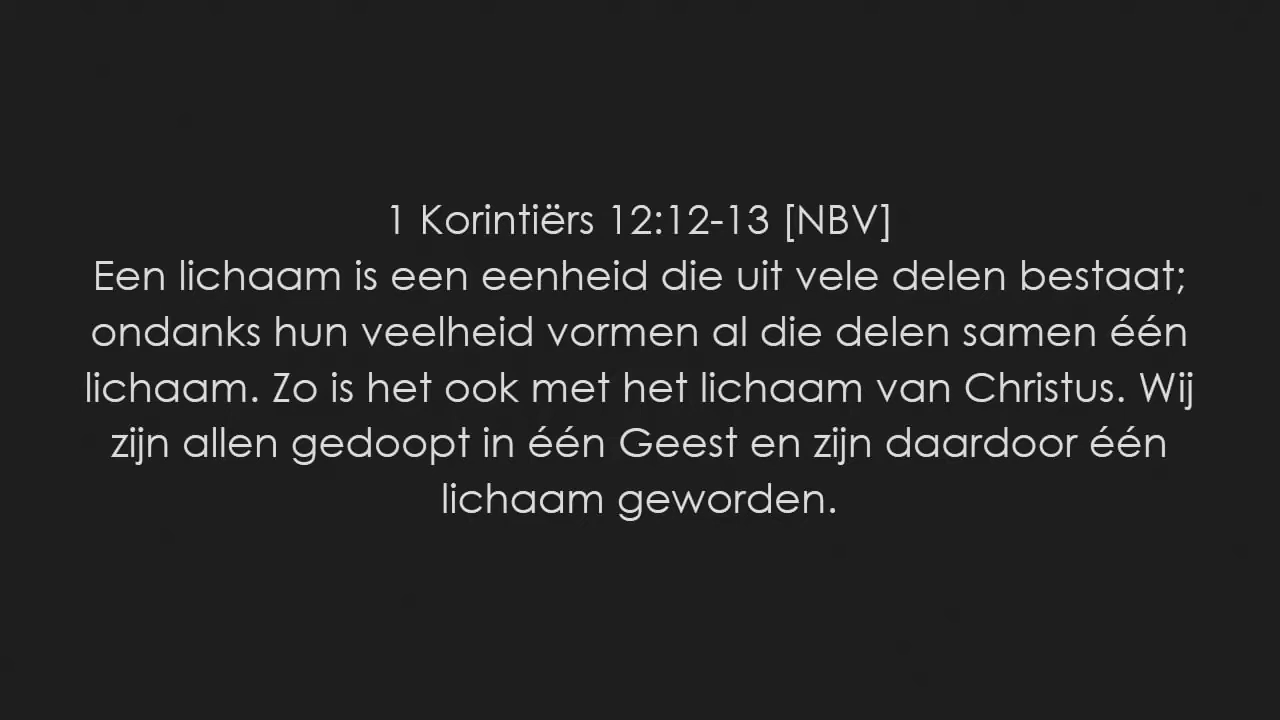 1 Korintiërs 12:12-13 [NBV]
Een lichaam is een eenheid die uit vele delen bestaat;
ondanks hun veelheid vormen al die delen samen één
lichaam. Zo is het ook met het lichaam van Christus. Wij
zijn allen gedoopt in één Geest en zijn daardoor één
lichaam geworden.